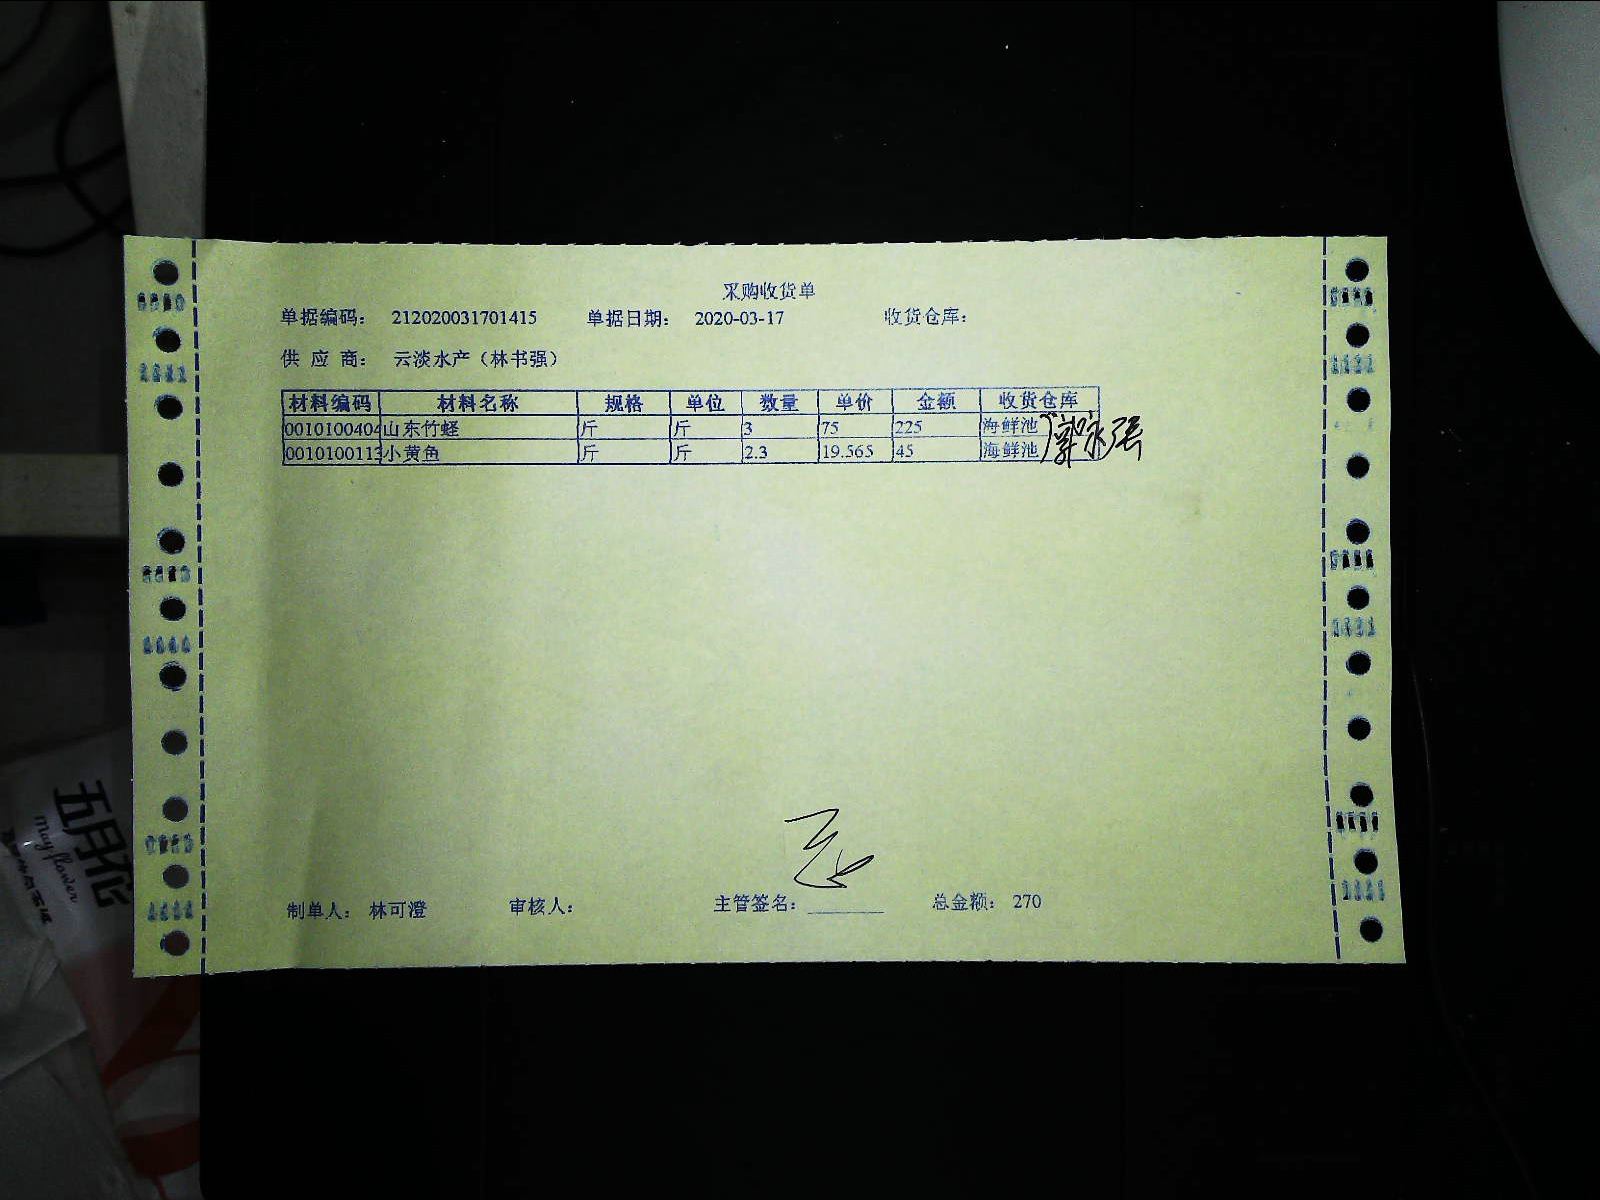 采购收货单
单据编码： 212020031701415 单据日期： 2020-03-17 收货仓库：
供 应 商： 云淡水产（林书强）
材料编码 材料名称 规格 单位 数量 单价 金额 收货仓库
0010100404 山东竹蛏 斤 斤 3 75 225 海鲜池
0010100113 小黄鱼 斤 斤 2.3 19.565 45 海鲜池
制单人： 林可澄 审核人： 主管签名： 总金额： 270
五月花
may flower